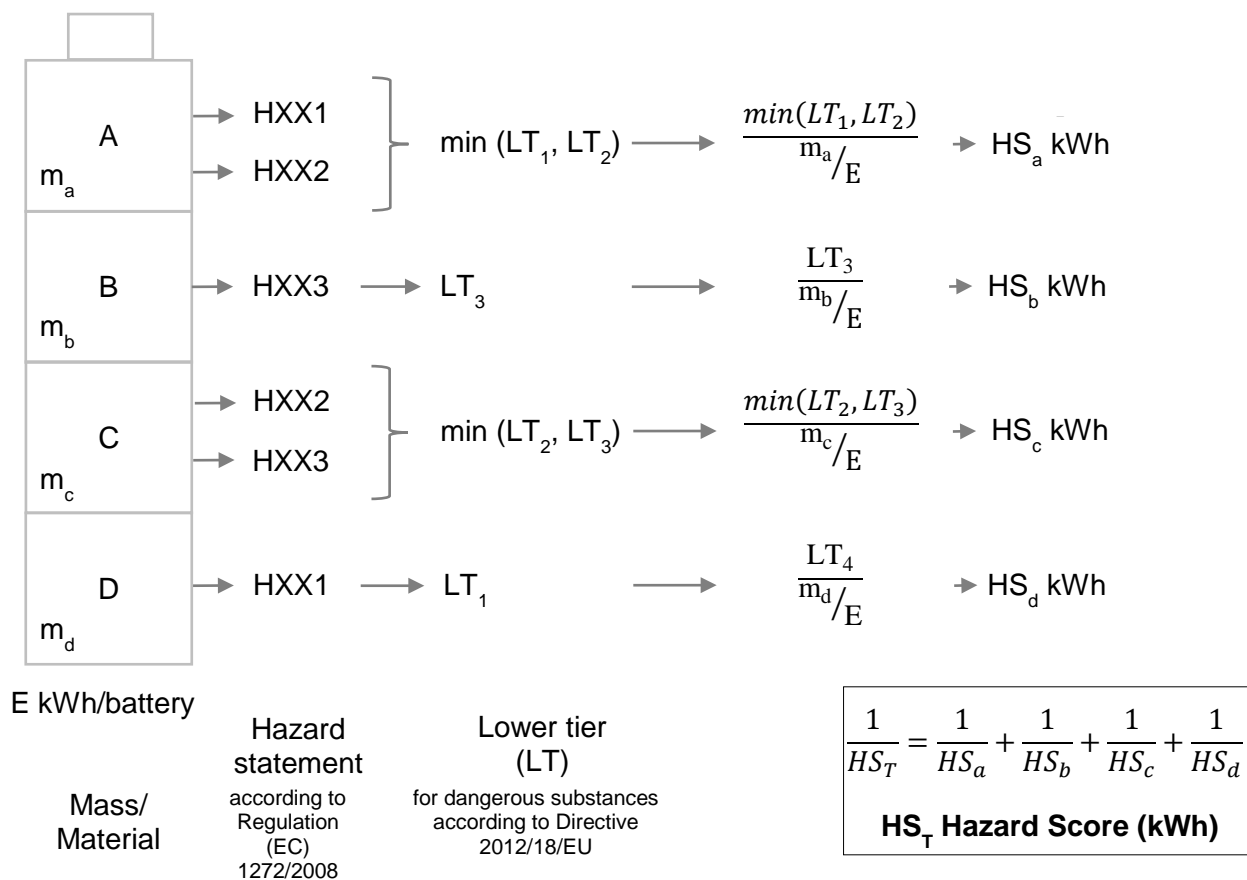 A
m_a
HXX1
HXX2
min (LT_1, LT_2)
min(LT_1, LT_2)
m_a/E
HS_a kWh
B
m_b
HXX3
LT_3
LT_3
m_b/E
HS_b kWh
C
m_c
HXX2
HXX3
min (LT_2, LT_3)
min(LT_2, LT_3)
m_c/E
HS_c kWh
D
m_d
HXX1
LT_1
LT_4
m_d/E
HS_d kWh
E kWh/battery
Mass/
Material
Hazard
statement
according to
Regulation
(EC)
1272/2008
Lower tier
(LT)
for dangerous substances
according to Directive
2012/18/EU
1/HS_T = 1/HS_a + 1/HS_b + 1/HS_c + 1/HS_d
HS_T Hazard Score (kWh)